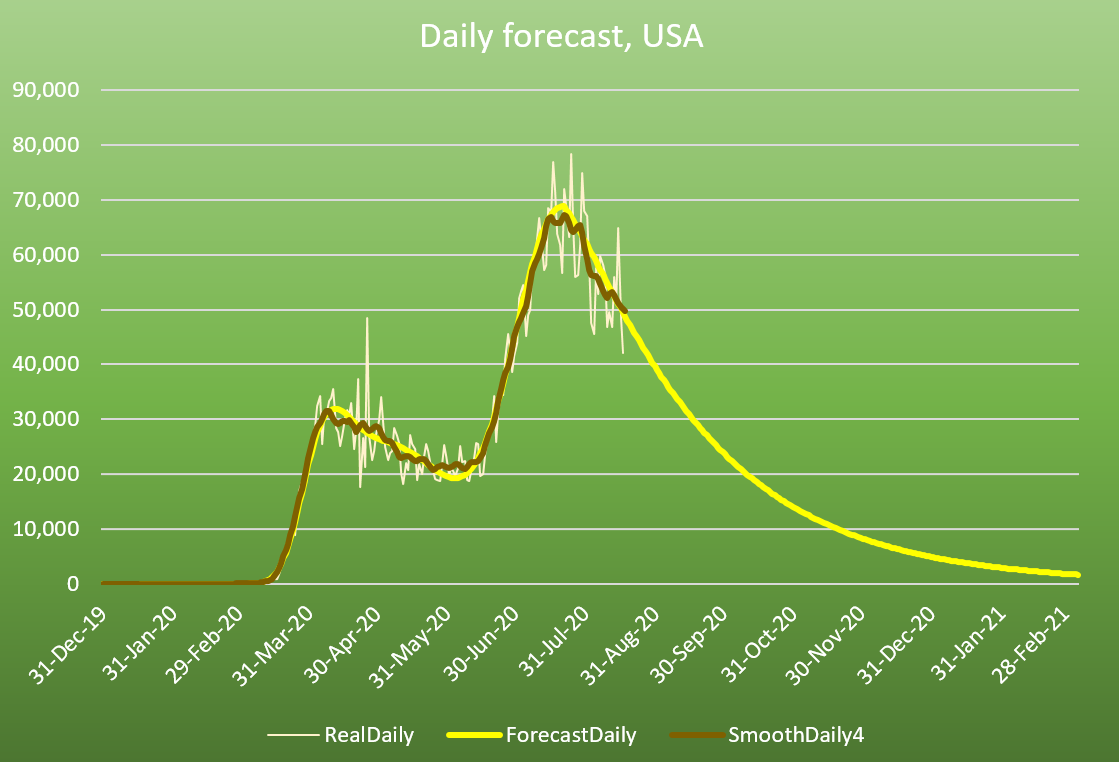 Daily forecast, USA
90,000
80,000
70,000
60,000
50,000
40,000
30,000
20,000
10,000
0
31-Dec-19
31-Jan-20
29-Feb-20
31-Mar-20
30-Apr-20
31-May-20
30-Jun-20
31-Jul-20
31-Aug-20
30-Sep-20
31-Oct-20
30-Nov-20
31-Dec-20
31-Jan-21
28-Feb-21
RealDaily ForecastDaily SmoothDaily4